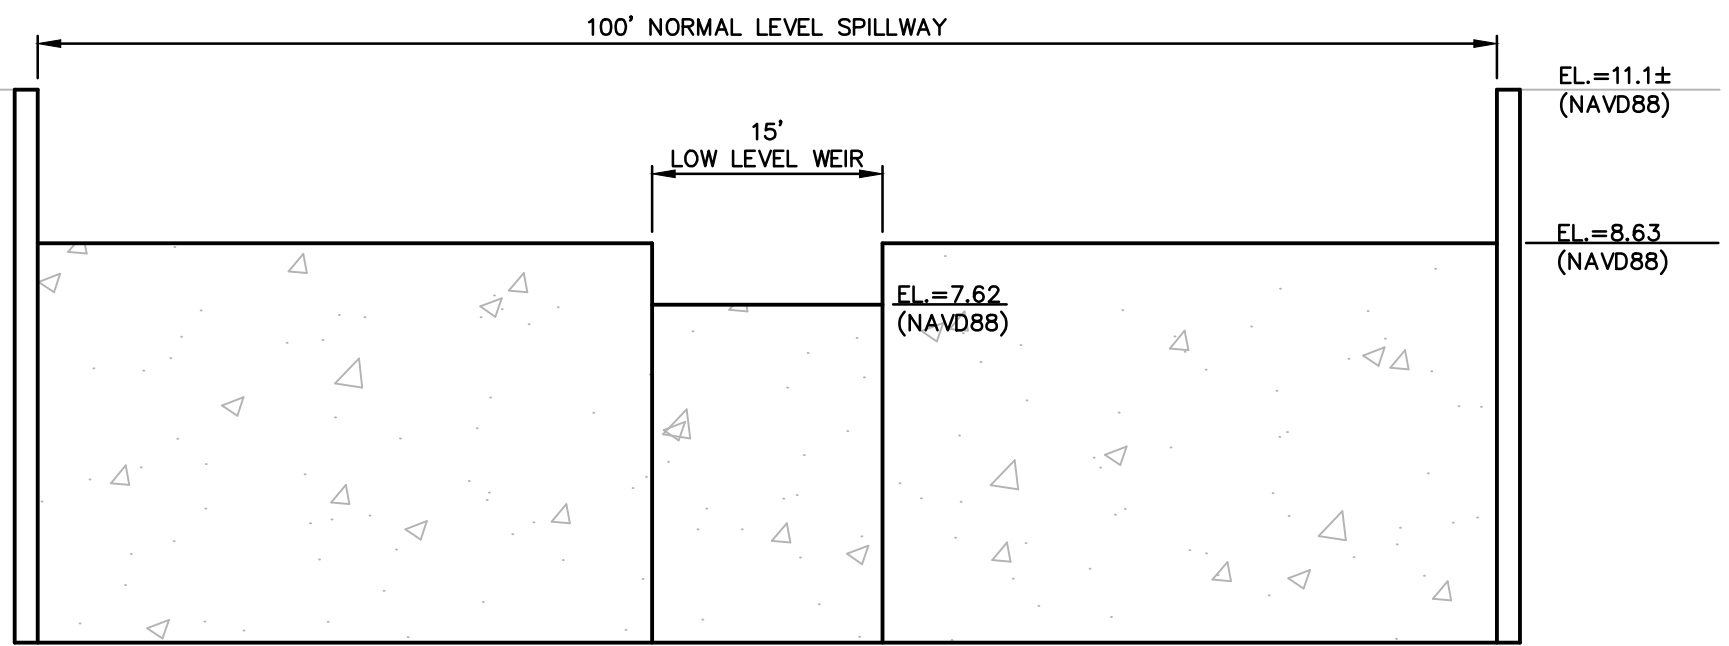 100' NORMAL LEVEL SPILLWAY
EL.=11.1±
(NAVD88)
15'
LOW LEVEL WEIR
EL.=8.63
(NAVD88)
EL.=7.62
(NAVD88)